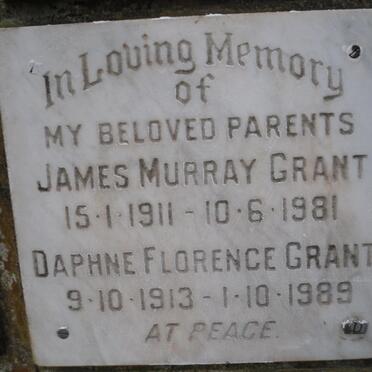 In Loving Memory
of
MY BELOVED PARENTS
JAMES MURRAY GRANT
15·1·1911 - 10·6·1981
DAPHNE FLORENCE GRANT
9·10·1913 - 1·10·1989
AT PEACE.